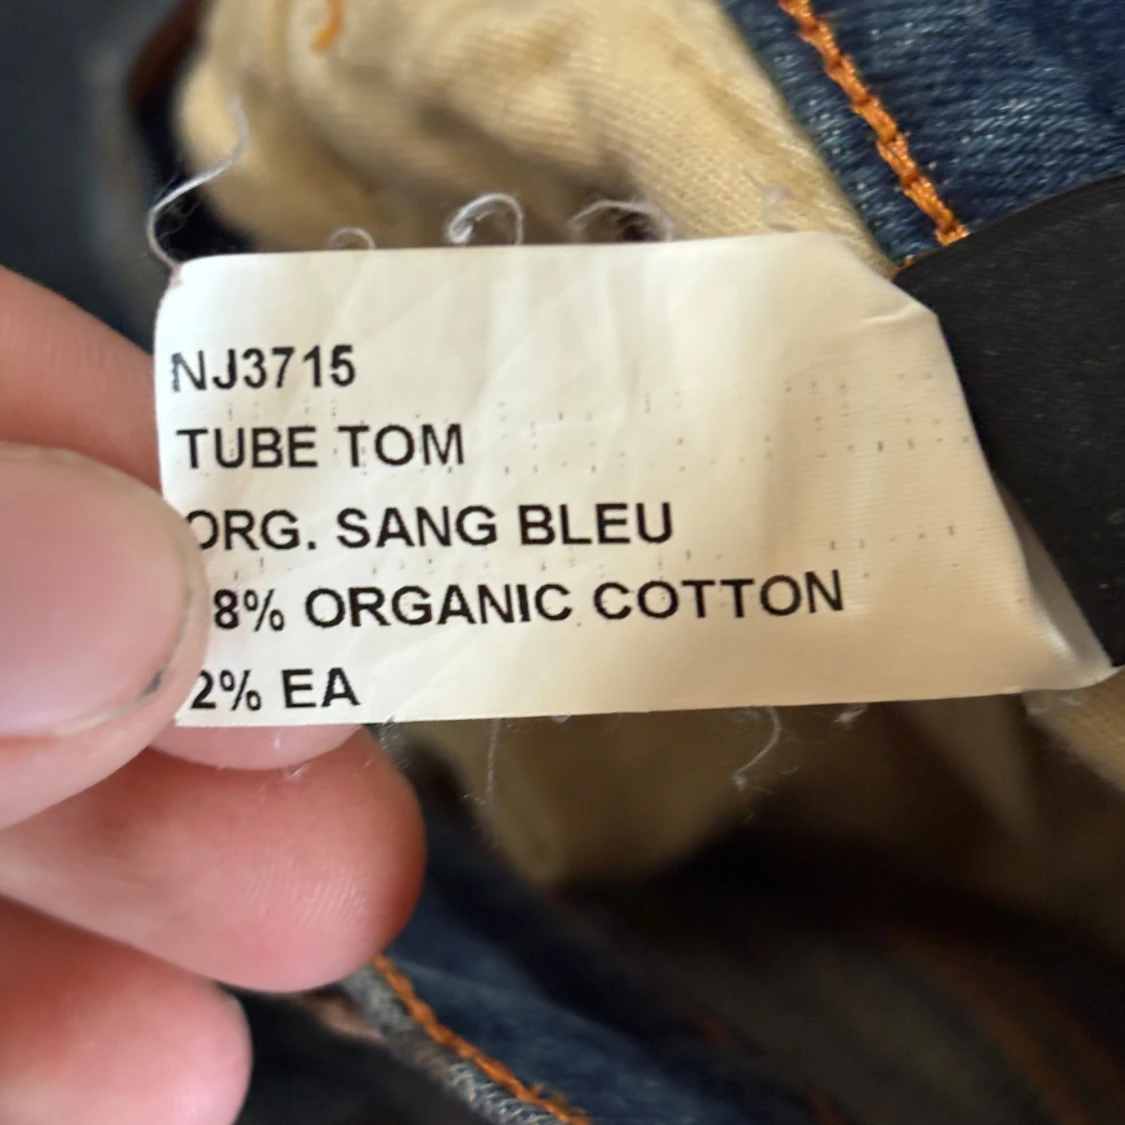 NJ3715
TUBE TOM
ORG. SANG BLEU
8% ORGANIC COTTON
2% EA